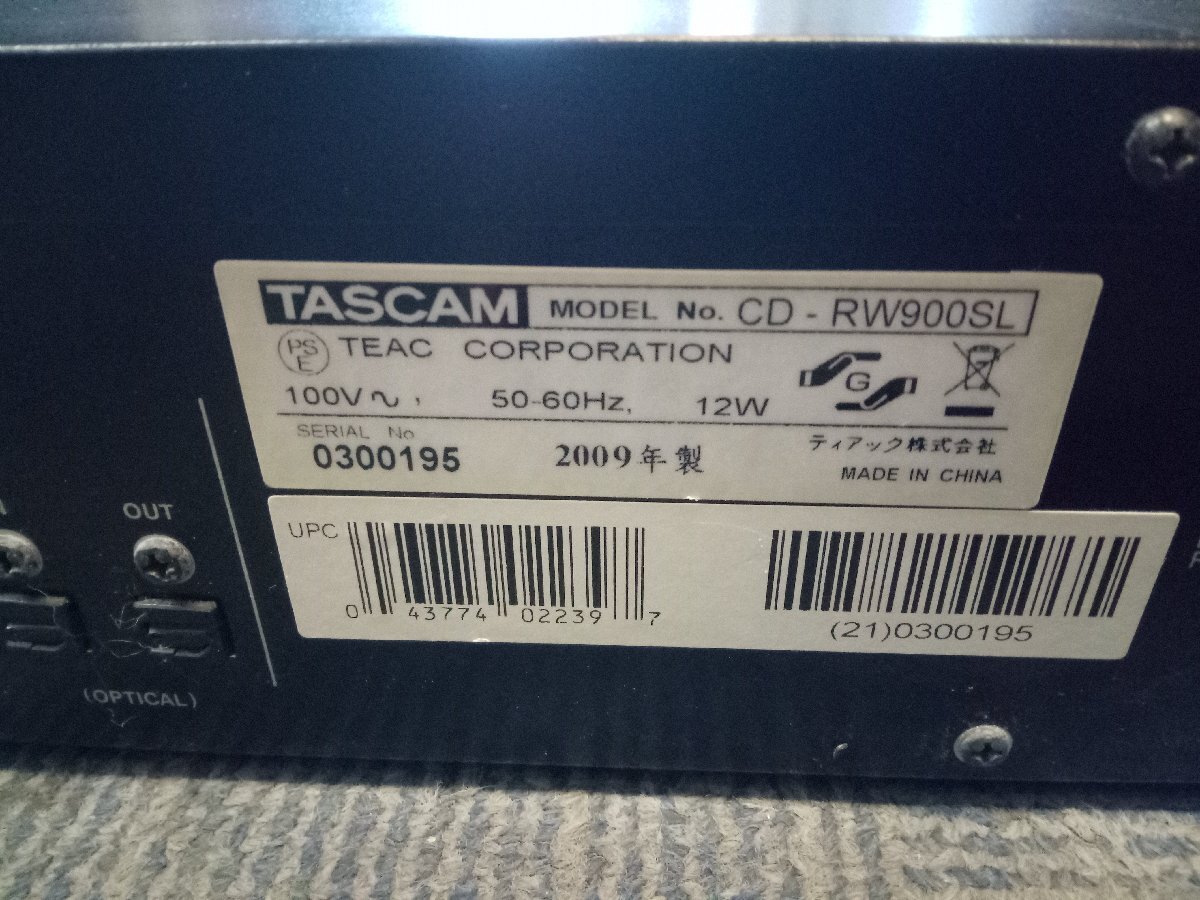 TASCAM MODEL No. CD - RW900SL
PSE TEAC CORPORATION
G
100V～, 50-60Hz, 12W
SERIAL No
0300195 2009年製
ティアック株式会社
MADE IN CHINA
OUT
UPC
0 43774 02239 7
(21)0300195
(OPTICAL)